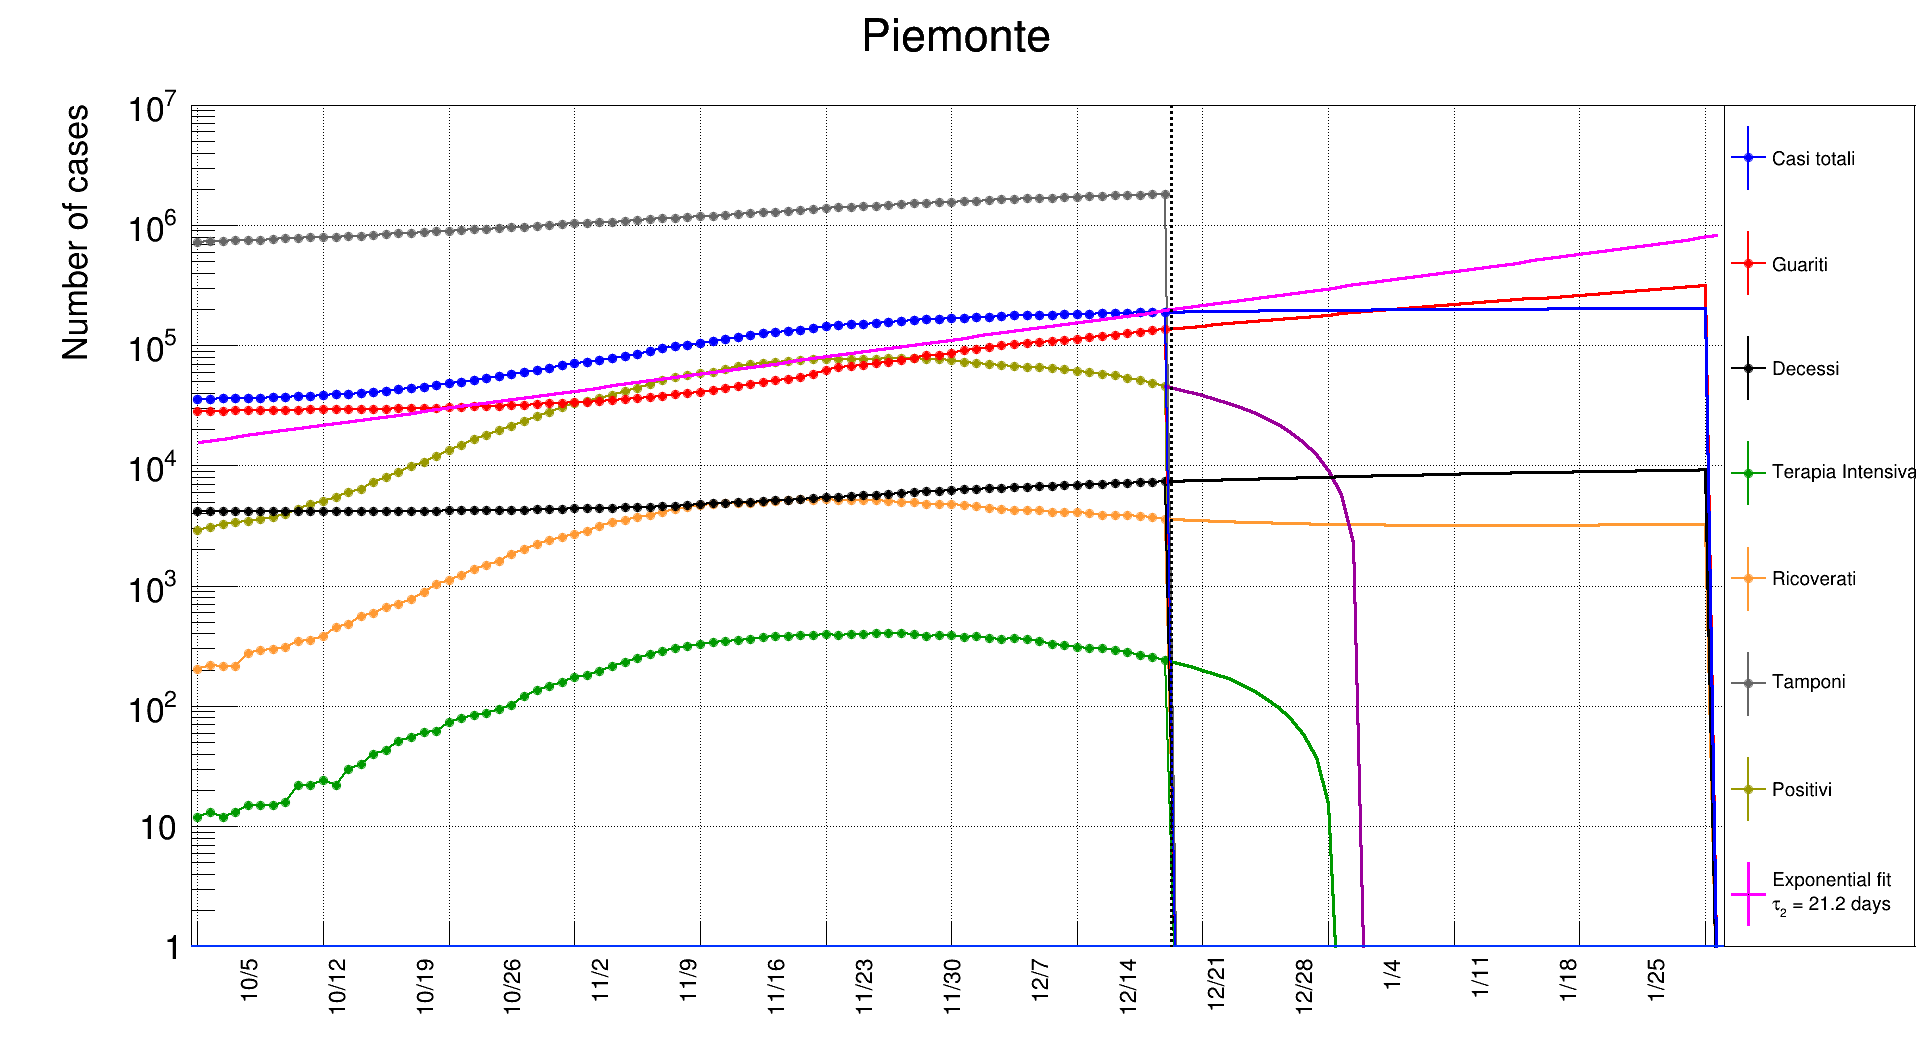 Piemonte
Number of cases
10^7
10^6
10^5
10^4
10^3
10^2
10
1
10/5
10/12
10/19
10/26
11/2
11/9
11/16
11/23
11/30
12/7
12/14
12/21
12/28
1/4
1/11
1/18
1/25
Casi totali
Guariti
Decessi
Terapia Intensiva
Ricoverati
Tamponi
Positivi
Exponential fit
τ₂ = 21.2 days